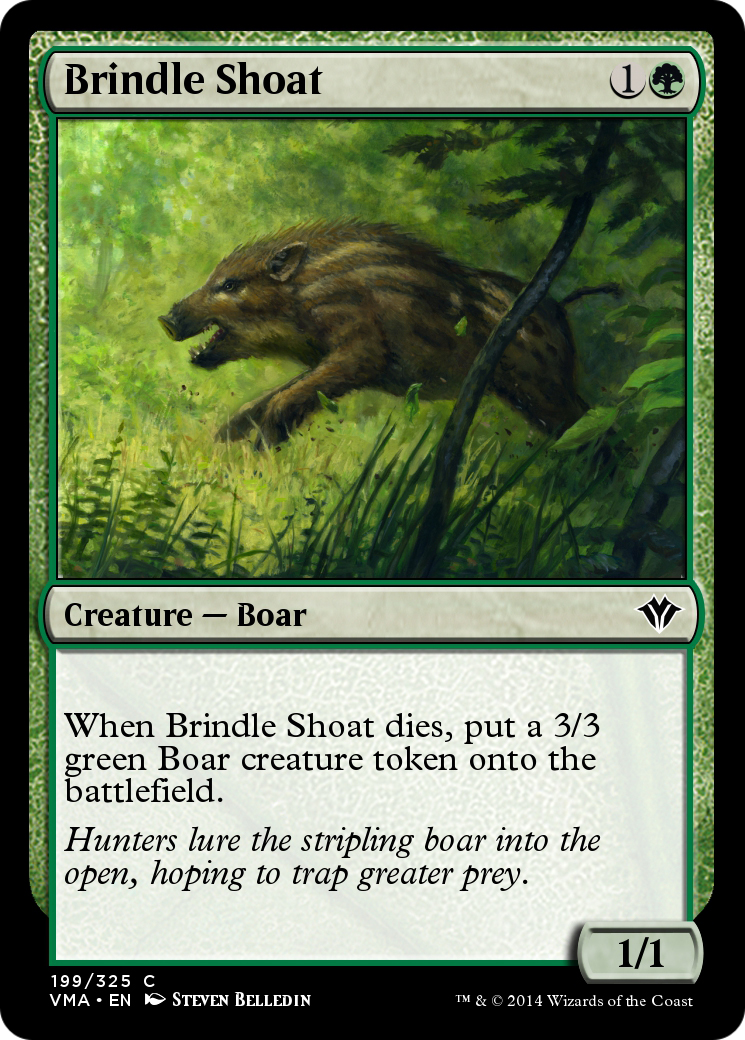 Brindle Shoat 1
Creature — Boar
When Brindle Shoat dies, put a 3/3
green Boar creature token onto the
battlefield.
Hunters lure the stripling boar into the
open, hoping to trap greater prey.
1/1
199/325 C
VMA • EN Steven Belledin
™ & © 2014 Wizards of the Coast